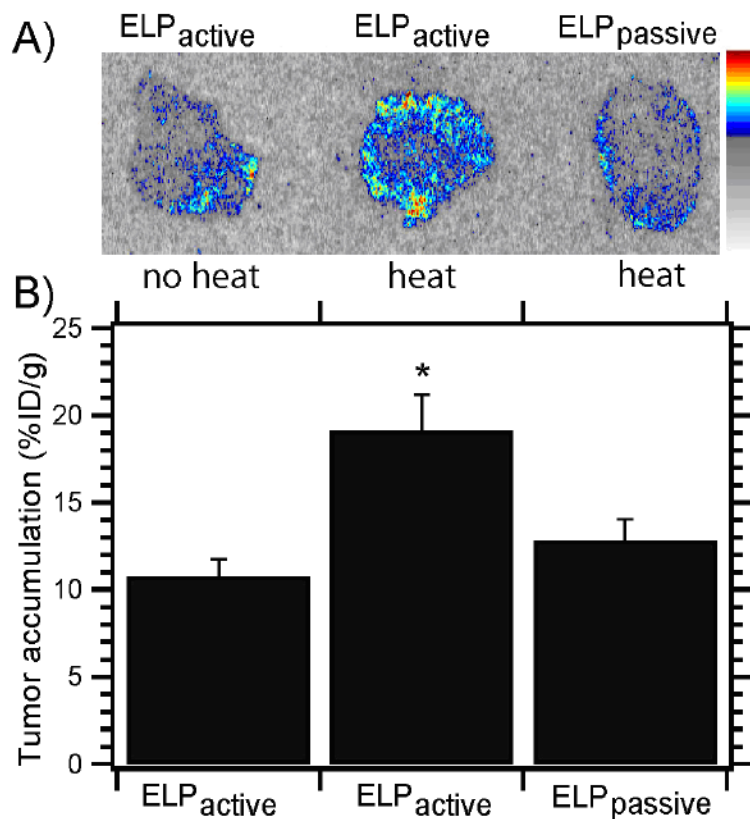 A)
ELPactive ELPactive ELPpassive
no heat heat heat
B)
25
20
15
10
5
0
Tumor accumulation (%ID/g)
*
ELPactive ELPactive ELPpassive